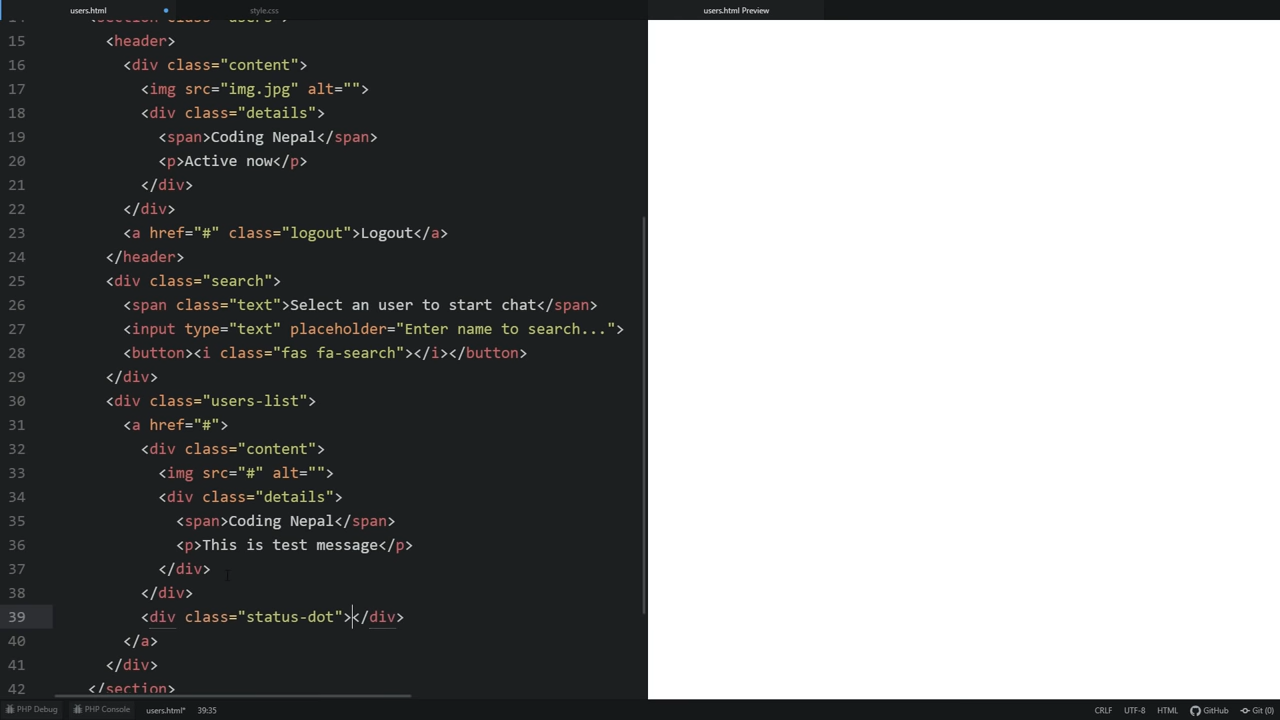 users.html
style.css
users.html Preview
14 <section class="users">
15 <header>
16 <div class="content">
17 <img src="img.jpg" alt="">
18 <div class="details">
19 <span>Coding Nepal</span>
20 <p>Active now</p>
21 </div>
22 </div>
23 <a href="#" class="logout">Logout</a>
24 </header>
25 <div class="search">
26 <span class="text">Select an user to start chat</span>
27 <input type="text" placeholder="Enter name to search...">
28 <button><i class="fas fa-search"></i></button>
29 </div>
30 <div class="users-list">
31 <a href="#">
32 <div class="content">
33 <img src="#" alt="">
34 <div class="details">
35 <span>Coding Nepal</span>
36 <p>This is test message</p>
37 </div>
38 </div>
39 <div class="status-dot"></div>
40 </a>
41 </div>
42 </section>
PHP Debug PHP Console users.html* 39:35 CRLF UTF-8 HTML GitHub Git (0)